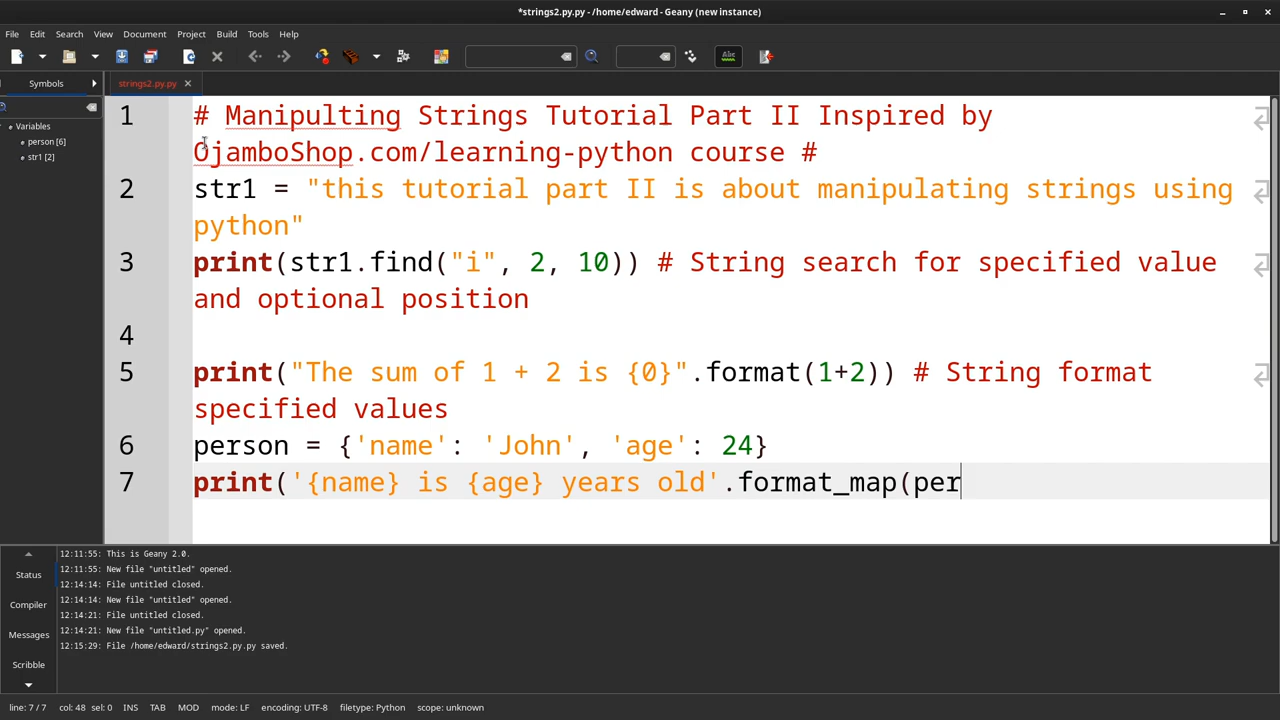 *strings2.py.py - /home/edward - Geany (new instance)
File Edit Search View Document Project Build Tools Help
Symbols
strings2.py.py
Variables
person [6]
str1 [2]
1 # Manipulting Strings Tutorial Part II Inspired by
OjamboShop.com/learning-python course #
2 str1 = "this tutorial part II is about manipulating strings using
python"
3 print(str1.find("i", 2, 10)) # String search for specified value
and optional position
4
5 print("The sum of 1 + 2 is {0}".format(1+2)) # String format
specified values
6 person = {'name': 'John', 'age': 24}
7 print('{name} is {age} years old'.format_map(per
Status
Compiler
Messages
Scribble
12:11:55: This is Geany 2.0.
12:11:55: New file "untitled" opened.
12:14:14: File untitled closed.
12:14:14: New file "untitled" opened.
12:14:21: File untitled closed.
12:14:21: New file "untitled.py" opened.
12:15:29: File /home/edward/strings2.py.py saved.
line: 7 / 7 col: 48 sel: 0 INS TAB MOD mode: LF encoding: UTF-8 filetype: Python scope: unknown